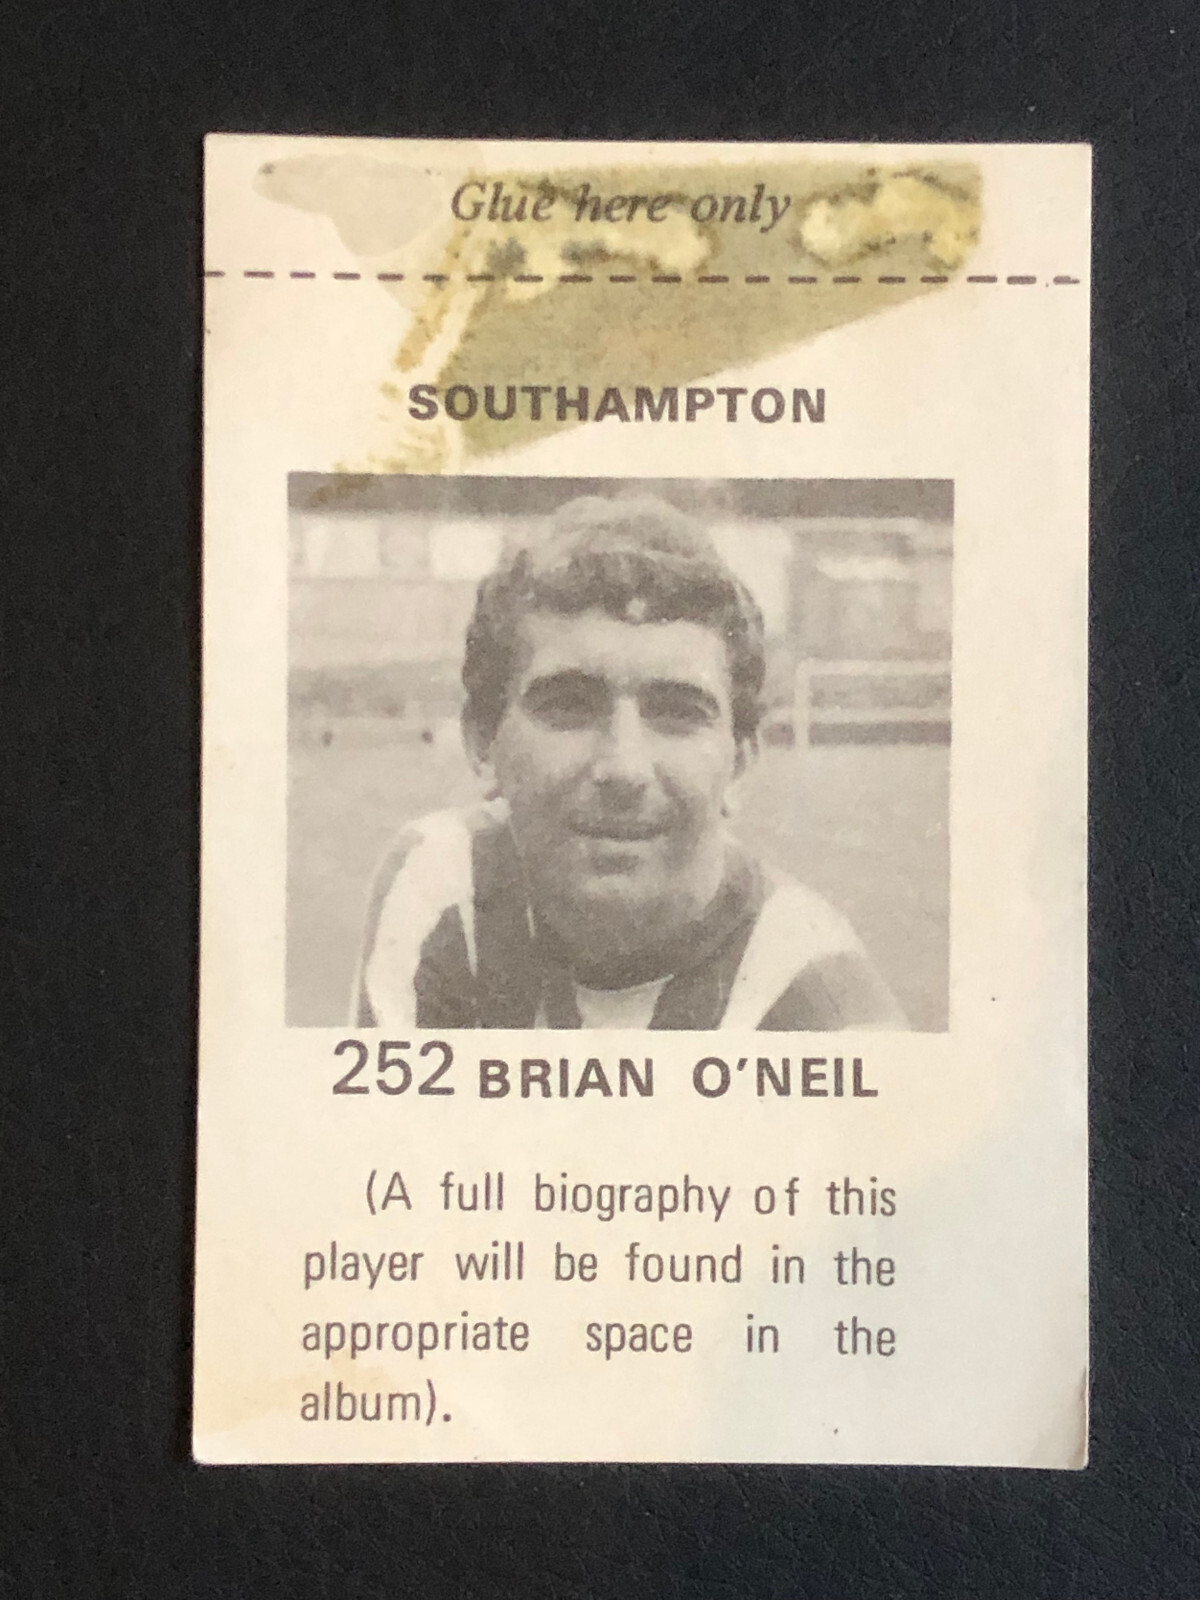 Glue here only
SOUTHAMPTON
252 BRIAN O'NEIL
(A full biography of this
player will be found in the
appropriate space in the
album).